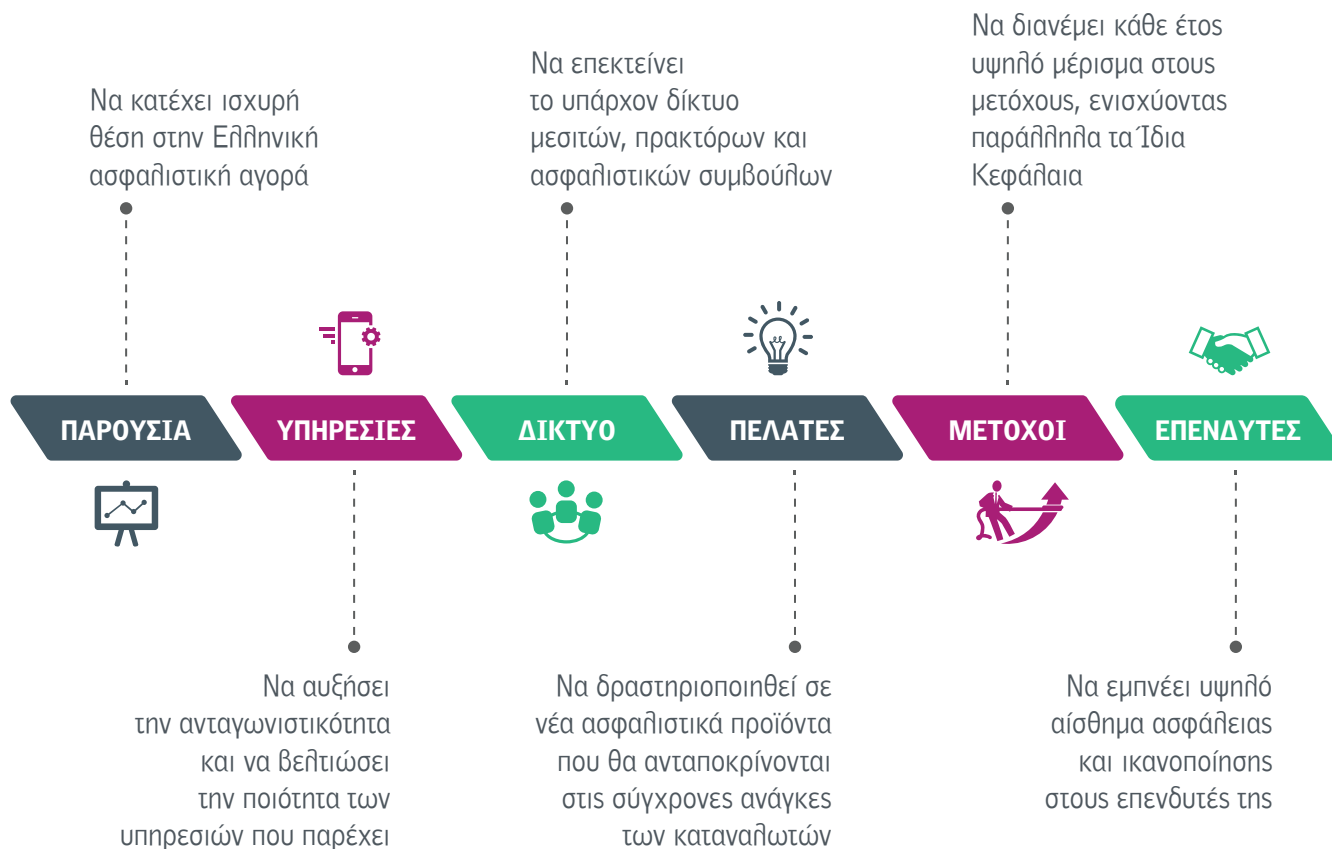 Να κατέχει ισχυρή
θέση στην Ελληνική
ασφαλιστική αγορά
Να επεκτείνει
το υπάρχον δίκτυο
μεσιτών, πρακτόρων και
ασφαλιστικών συμβούλων
Να διανέμει κάθε έτος
υψηλό μέρισμα στους
μετόχους, ενισχύοντας
παράλληλα τα Ίδια
Κεφάλαια
ΠΑΡΟΥΣΙΑ
ΥΠΗΡΕΣΙΕΣ
ΔΙΚΤΥΟ
ΠΕΛΑΤΕΣ
ΜΕΤΟΧΟΙ
ΕΠΕΝΔΥΤΕΣ
Να αυξήσει
την ανταγωνιστικότητα
και να βελτιώσει
την ποιότητα των
υπηρεσιών που παρέχει
Να δραστηριοποιηθεί σε
νέα ασφαλιστικά προϊόντα
που θα ανταποκρίνονται
στις σύγχρονες ανάγκες
των καταναλωτών
Να εμπνέει υψηλό
αίσθημα ασφάλειας
και ικανοποίησης
στους επενδυτές της